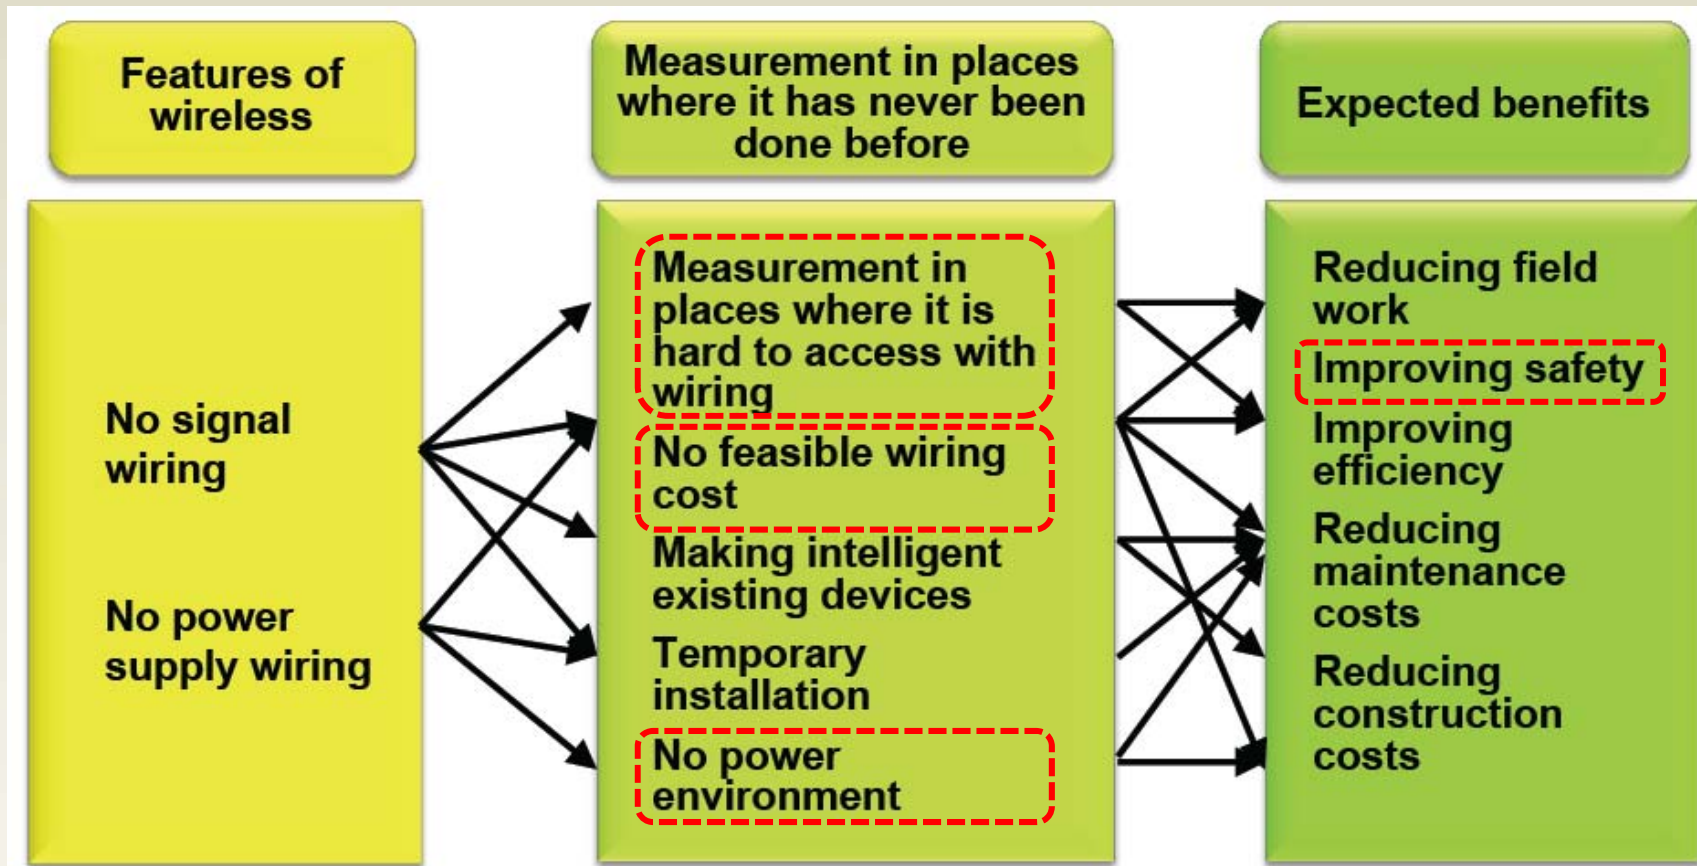 Features of
wireless
Measurement in places
where it has never been
done before
Expected benefits
No signal
wiring
No power
supply wiring
Measurement in
places where it is
hard to access with
wiring
No feasible wiring
cost
Making intelligent
existing devices
Temporary
installation
No power
environment
Reducing field
work
Improving safety
Improving
efficiency
Reducing
maintenance
costs
Reducing
construction
costs